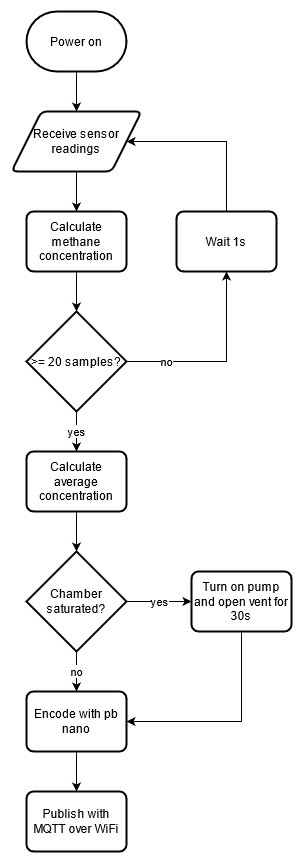 Power on
Receive sensor
readings
Calculate
methane
concentration
Wait 1s
>= 20 samples?
no
yes
Calculate
average
concentration
Chamber
saturated?
yes
Turn on pump
and open vent for
30s
no
Encode with pb
nano
Publish with
MQTT over WiFi